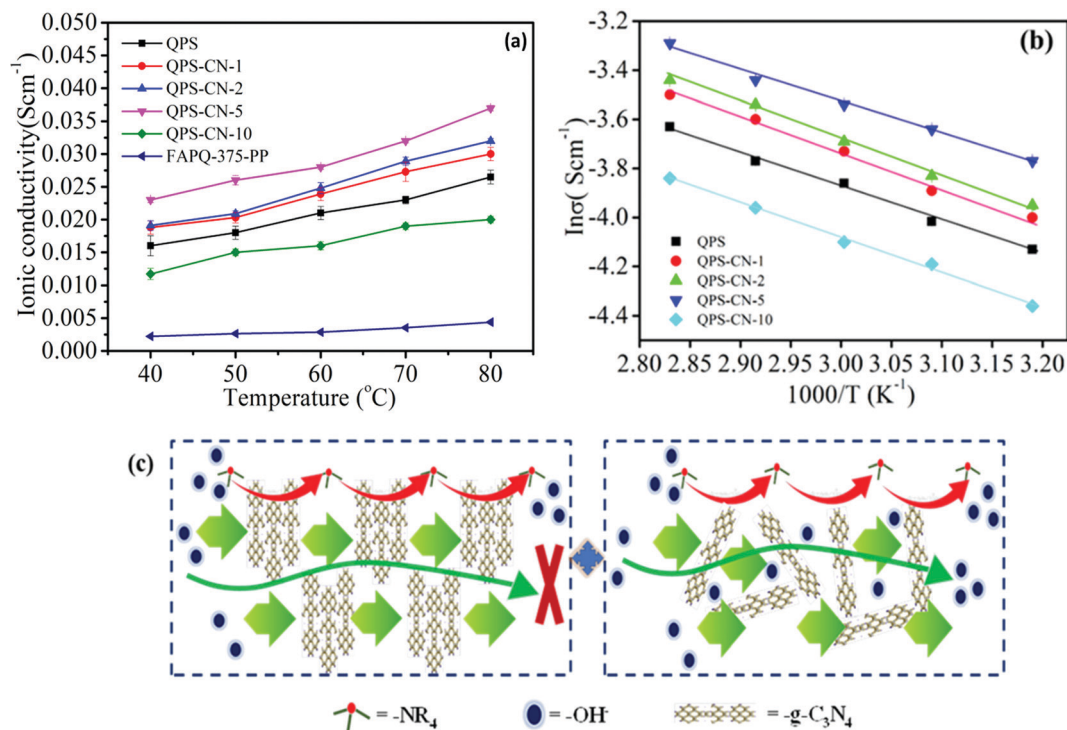 (a)
0.050
0.045
0.040
0.035
0.030
0.025
0.020
0.015
0.010
0.005
0.000
Ionic conductivity(Scm⁻¹)
QPS
QPS-CN-1
QPS-CN-2
QPS-CN-5
QPS-CN-10
FAPQ-375-PP
40 50 60 70 80
Temperature (°C)
(b)
-3.2
-3.4
-3.6
-3.8
-4.0
-4.2
-4.4
Inσ( Scm⁻¹)
QPS
QPS-CN-1
QPS-CN-2
QPS-CN-5
QPS-CN-10
2.80 2.85 2.90 2.95 3.00 3.05 3.10 3.15 3.20
1000/T (K⁻¹)
(c)
= -NR₄ = -OH⁻ = -g-C₃N₄